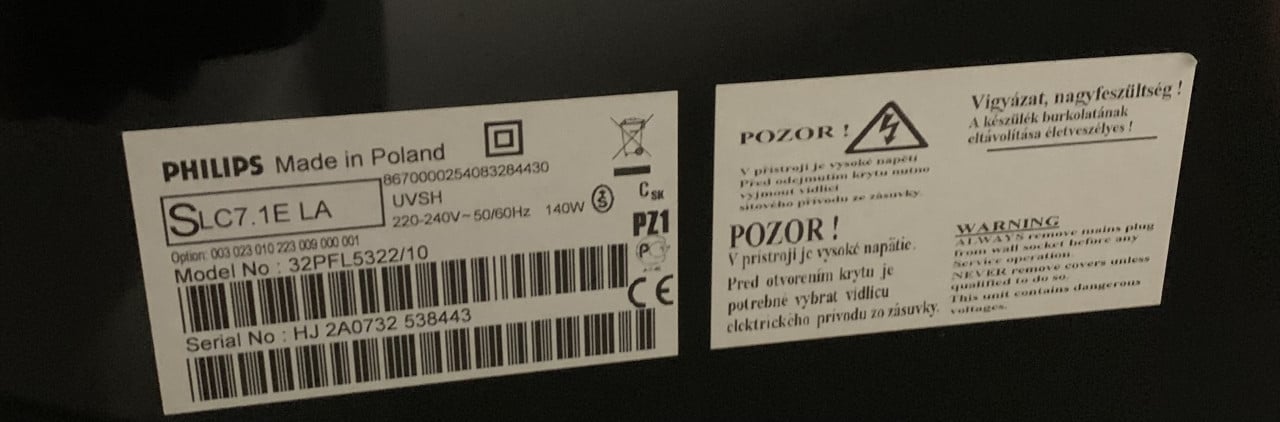 PHILIPS Made in Poland
8670000254083284430
SLC7.1E LA
UVSH
220-240V~50/60Hz 140W
Option: 003 023 010 223 009 000 001
Model No : 32PFL5322/10
Serial No : HJ 2A0732 538443
CSK
PZ1
CE
POZOR !
V přístroji je vysoké napětí
Před odejmutím krytu nutno
vyjmout vidlici
síťového přívodu ze zásuvky.
POZOR !
V prístroji je vysoké napätie.
Pred otvorením krytu je
potrebné vybrat vidlicu
elektrického prívodu zo zásuvky.
Vigyázat, nagyfeszültség !
A készülék burkolatának
eltávolítása életveszélyes !
WARNING
ALWAYS remove mains plug
from wall socket before any
Service operation.
NEVER remove covers unless
qualified to do so.
This unit contains dangerous
voltages.